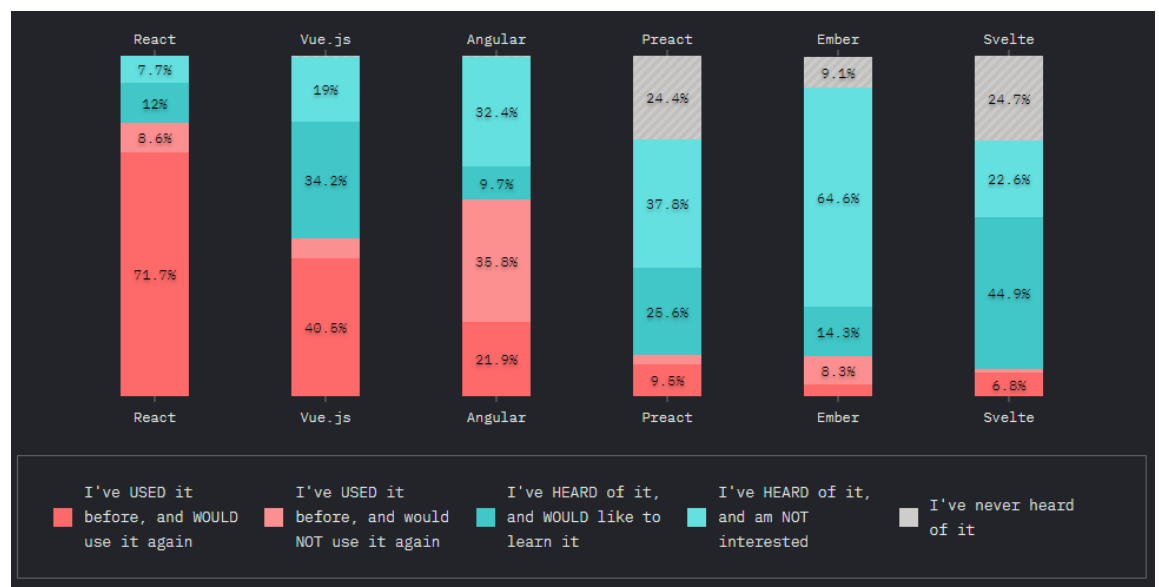 React Vue.js Angular Preact Ember Svelte
7.7% 19% 32.4% 24.4% 9.1% 24.7%
12% 34.2% 9.7% 37.8% 64.6% 22.6%
8.6% 40.5% 35.8% 25.6% 14.3% 44.9%
71.7% 21.9% 9.5% 8.3% 6.8%
React Vue.js Angular Preact Ember Svelte
I've USED it
before, and WOULD
use it again
I've USED it
before, and would
NOT use it again
I've HEARD of it,
and WOULD like to
learn it
I've HEARD of it,
and am NOT
interested
I've never heard
of it